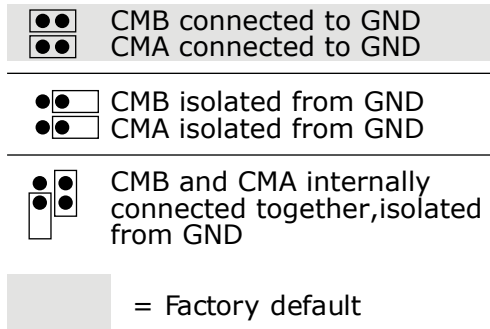 CMB connected to GND
CMA connected to GND
CMB isolated from GND
CMA isolated from GND
CMB and CMA internally
connected together,isolated
from GND
= Factory default